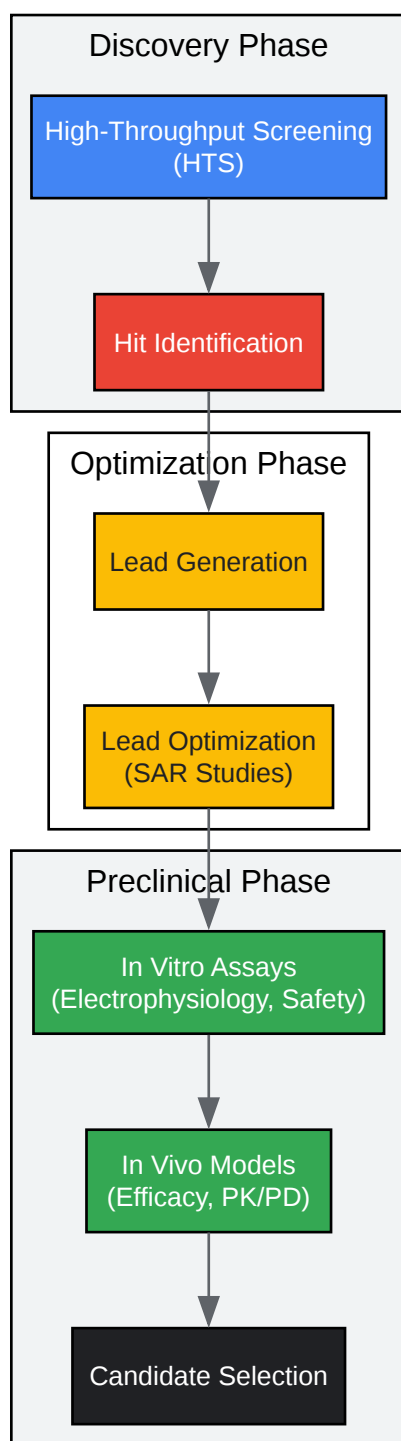 Discovery Phase
High-Throughput Screening
(HTS)
Hit Identification
Optimization Phase
Lead Generation
Lead Optimization
(SAR Studies)
Preclinical Phase
In Vitro Assays
(Electrophysiology, Safety)
In Vivo Models
(Efficacy, PK/PD)
Candidate Selection